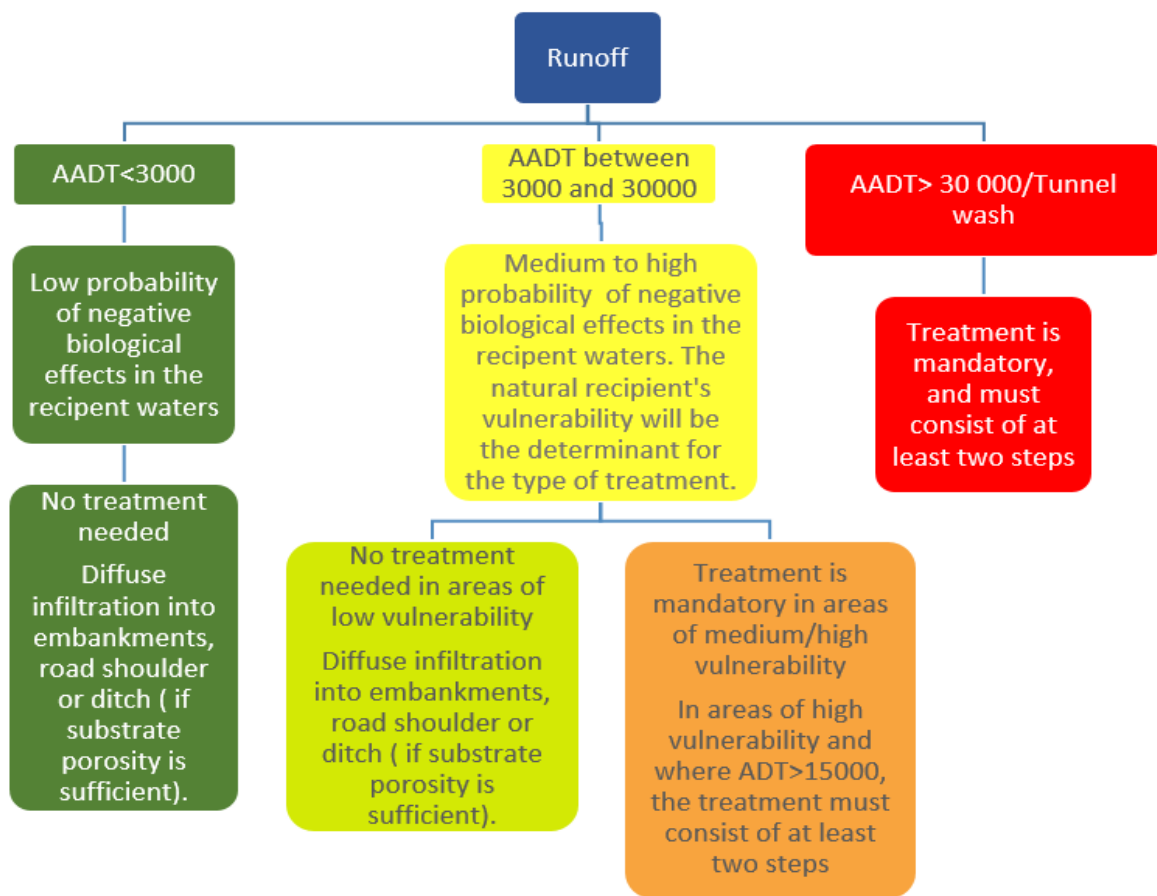 Runoff
AADT<3000
Low probability
of negative
biological
effects in the
recipent waters
No treatment
needed
Diffuse
infiltration into
embankments,
road shoulder
or ditch ( if
substrate
porosity is
sufficient).
AADT between
3000 and 30000
Medium to high
probability  of negative
biological effects in the
recipent waters. The
natural recipient's
vulnerability will be
the determinant for
the type of treatment.
No treatment
needed in areas of
low vulnerability
Diffuse infiltration
into embankments,
road shoulder or
ditch ( if substrate
porosity is
sufficient).
Treatment is
mandatory in areas
of medium/high
vulnerability
In areas of high
vulnerability and
where ADT>15000,
the treatment must
consist of at least
two steps
AADT> 30 000/Tunnel
wash
Treatment is
mandatory,
and must
consist of at
least two steps